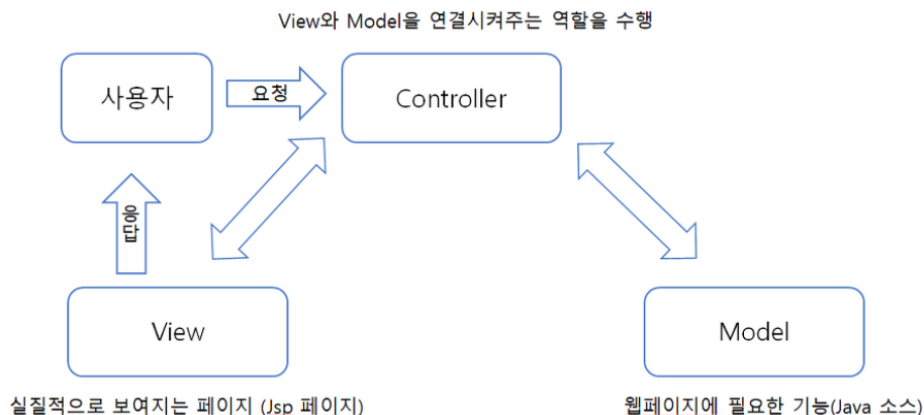 View와 Model을 연결시켜주는 역할을 수행
사용자
요청
Controller
응답
View
Model
실질적으로 보여지는 페이지 (Jsp 페이지)
웹페이지에 필요한 기능(Java 소스)